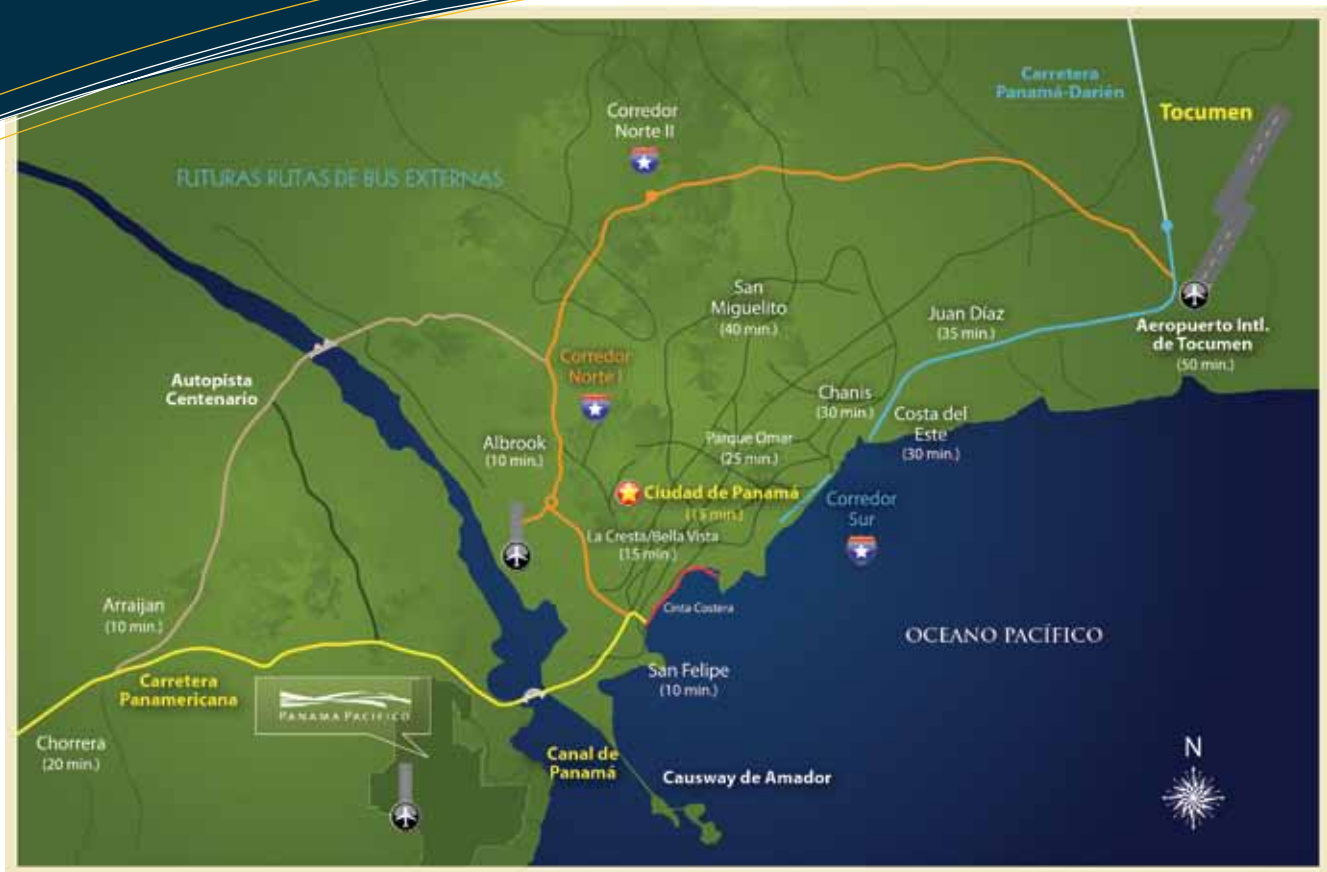 Carretera
Panamá-Darién
Tocumen
Corredor
Norte II
FUTURAS RUTAS DE BUS EXTERNAS
San
Miguelito
(40 min.)
Juan Díaz
(35 min.)
Aeropuerto Intl.
de Tocumen
(50 min.)
Corredor
Norte I
Autopista
Centenario
Chanis
(30 min.)
Costa del
Este
(30 min.)
Albrook
(10 min.)
Parque Omar
(25 min.)
Ciudad de Panamá
(15 min.)
Corredor
Sur
La Cresta/Bella Vista
(15 min.)
Arraijan
(10 min.)
Cinta Costera
OCEANO PACÍFICO
San Felipe
(10 min.)
Carretera
Panamericana
PANAMA PACIFICO
Chorrera
(20 min.)
Canal de
Panamá
Causway de Amador
N